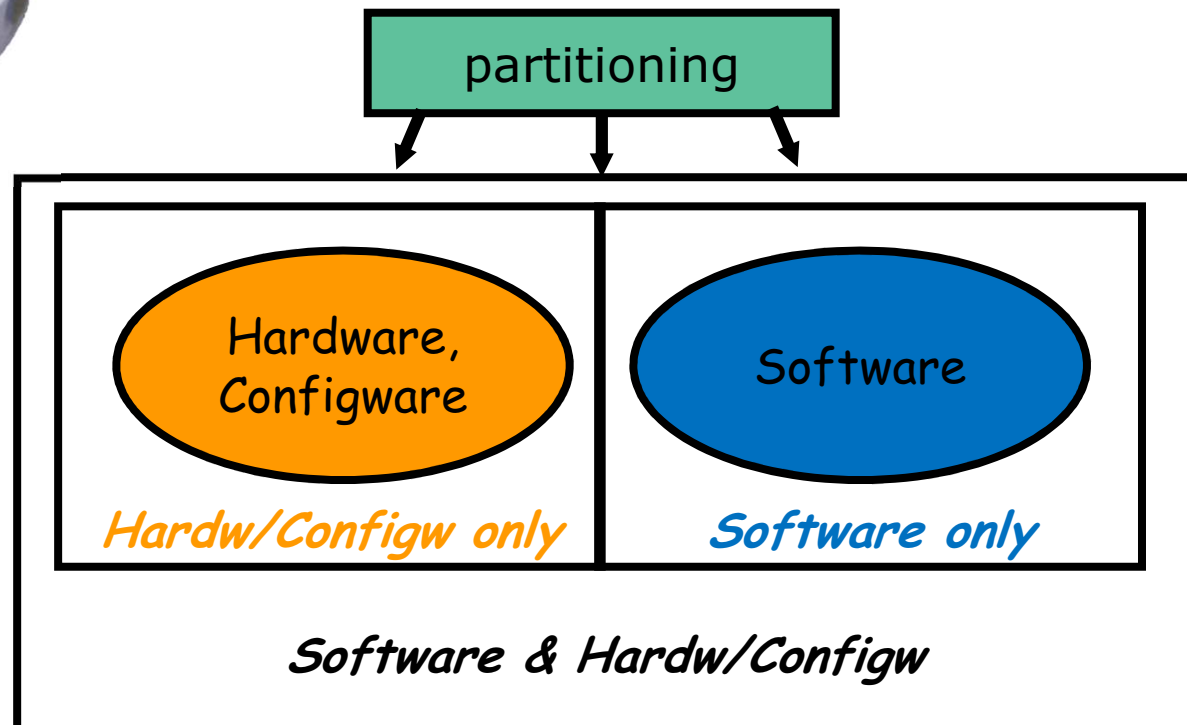 partitioning
Hardware,
Configware
Software
Hardw/Configw only
Software only
Software & Hardw/Configw